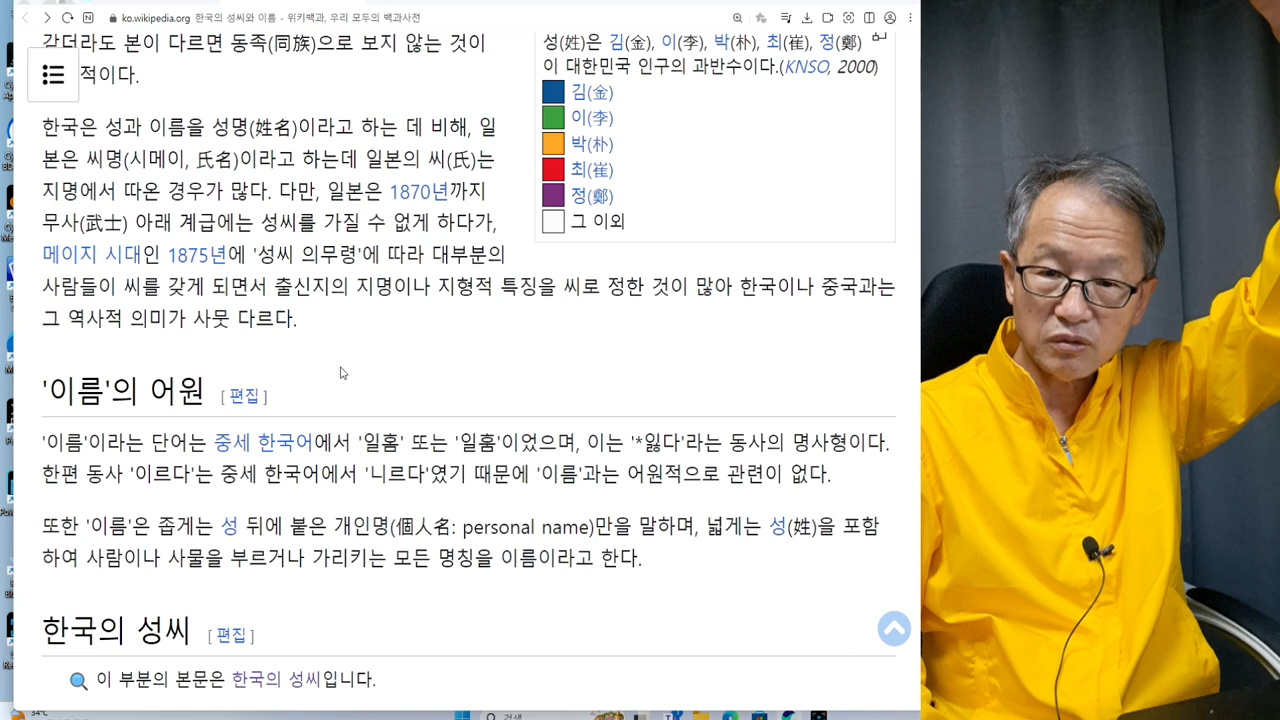 ko.wikipedia.org 한국의 성씨와 이름 - 위키백과, 우리 모두의 백과사전
같더라도 본이 다르면 동족(同族)으로 보지 않는 것이
적이다.
한국은 성과 이름을 성명(姓名)이라고 하는 데 비해, 일
본은 씨명(시메이, 氏名)이라고 하는데 일본의 씨(氏)는
지명에서 따온 경우가 많다. 다만, 일본은 1870년까지
무사(武士) 아래 계급에는 성씨를 가질 수 없게 하다가,
메이지 시대인 1875년에 '성씨 의무령'에 따라 대부분의
사람들이 씨를 갖게 되면서 출신지의 지명이나 지형적 특징을 씨로 정한 것이 많아 한국이나 중국과는
그 역사적 의미가 사뭇 다르다.
성(姓)은 김(金), 이(李), 박(朴), 최(崔), 정(鄭)
이 대한민국 인구의 과반수이다.(KNSO, 2000)
김(金)
이(李)
박(朴)
최(崔)
정(鄭)
그 이외
'이름'의 어원 [ 편집 ]
'이름'이라는 단어는 중세 한국어에서 '일홈' 또는 '일홈'이었으며, 이는 '*잃다'라는 동사의 명사형이다.
한편 동사 '이르다'는 중세 한국어에서 '니르다'였기 때문에 '이름'과는 어원적으로 관련이 없다.
또한 '이름'은 좁게는 성 뒤에 붙은 개인명(個人名: personal name)만을 말하며, 넓게는 성(姓)을 포함
하여 사람이나 사물을 부르거나 가리키는 모든 명칭을 이름이라고 한다.
한국의 성씨 [ 편집 ]
이 부분의 본문은 한국의 성씨입니다.
34℃
검색